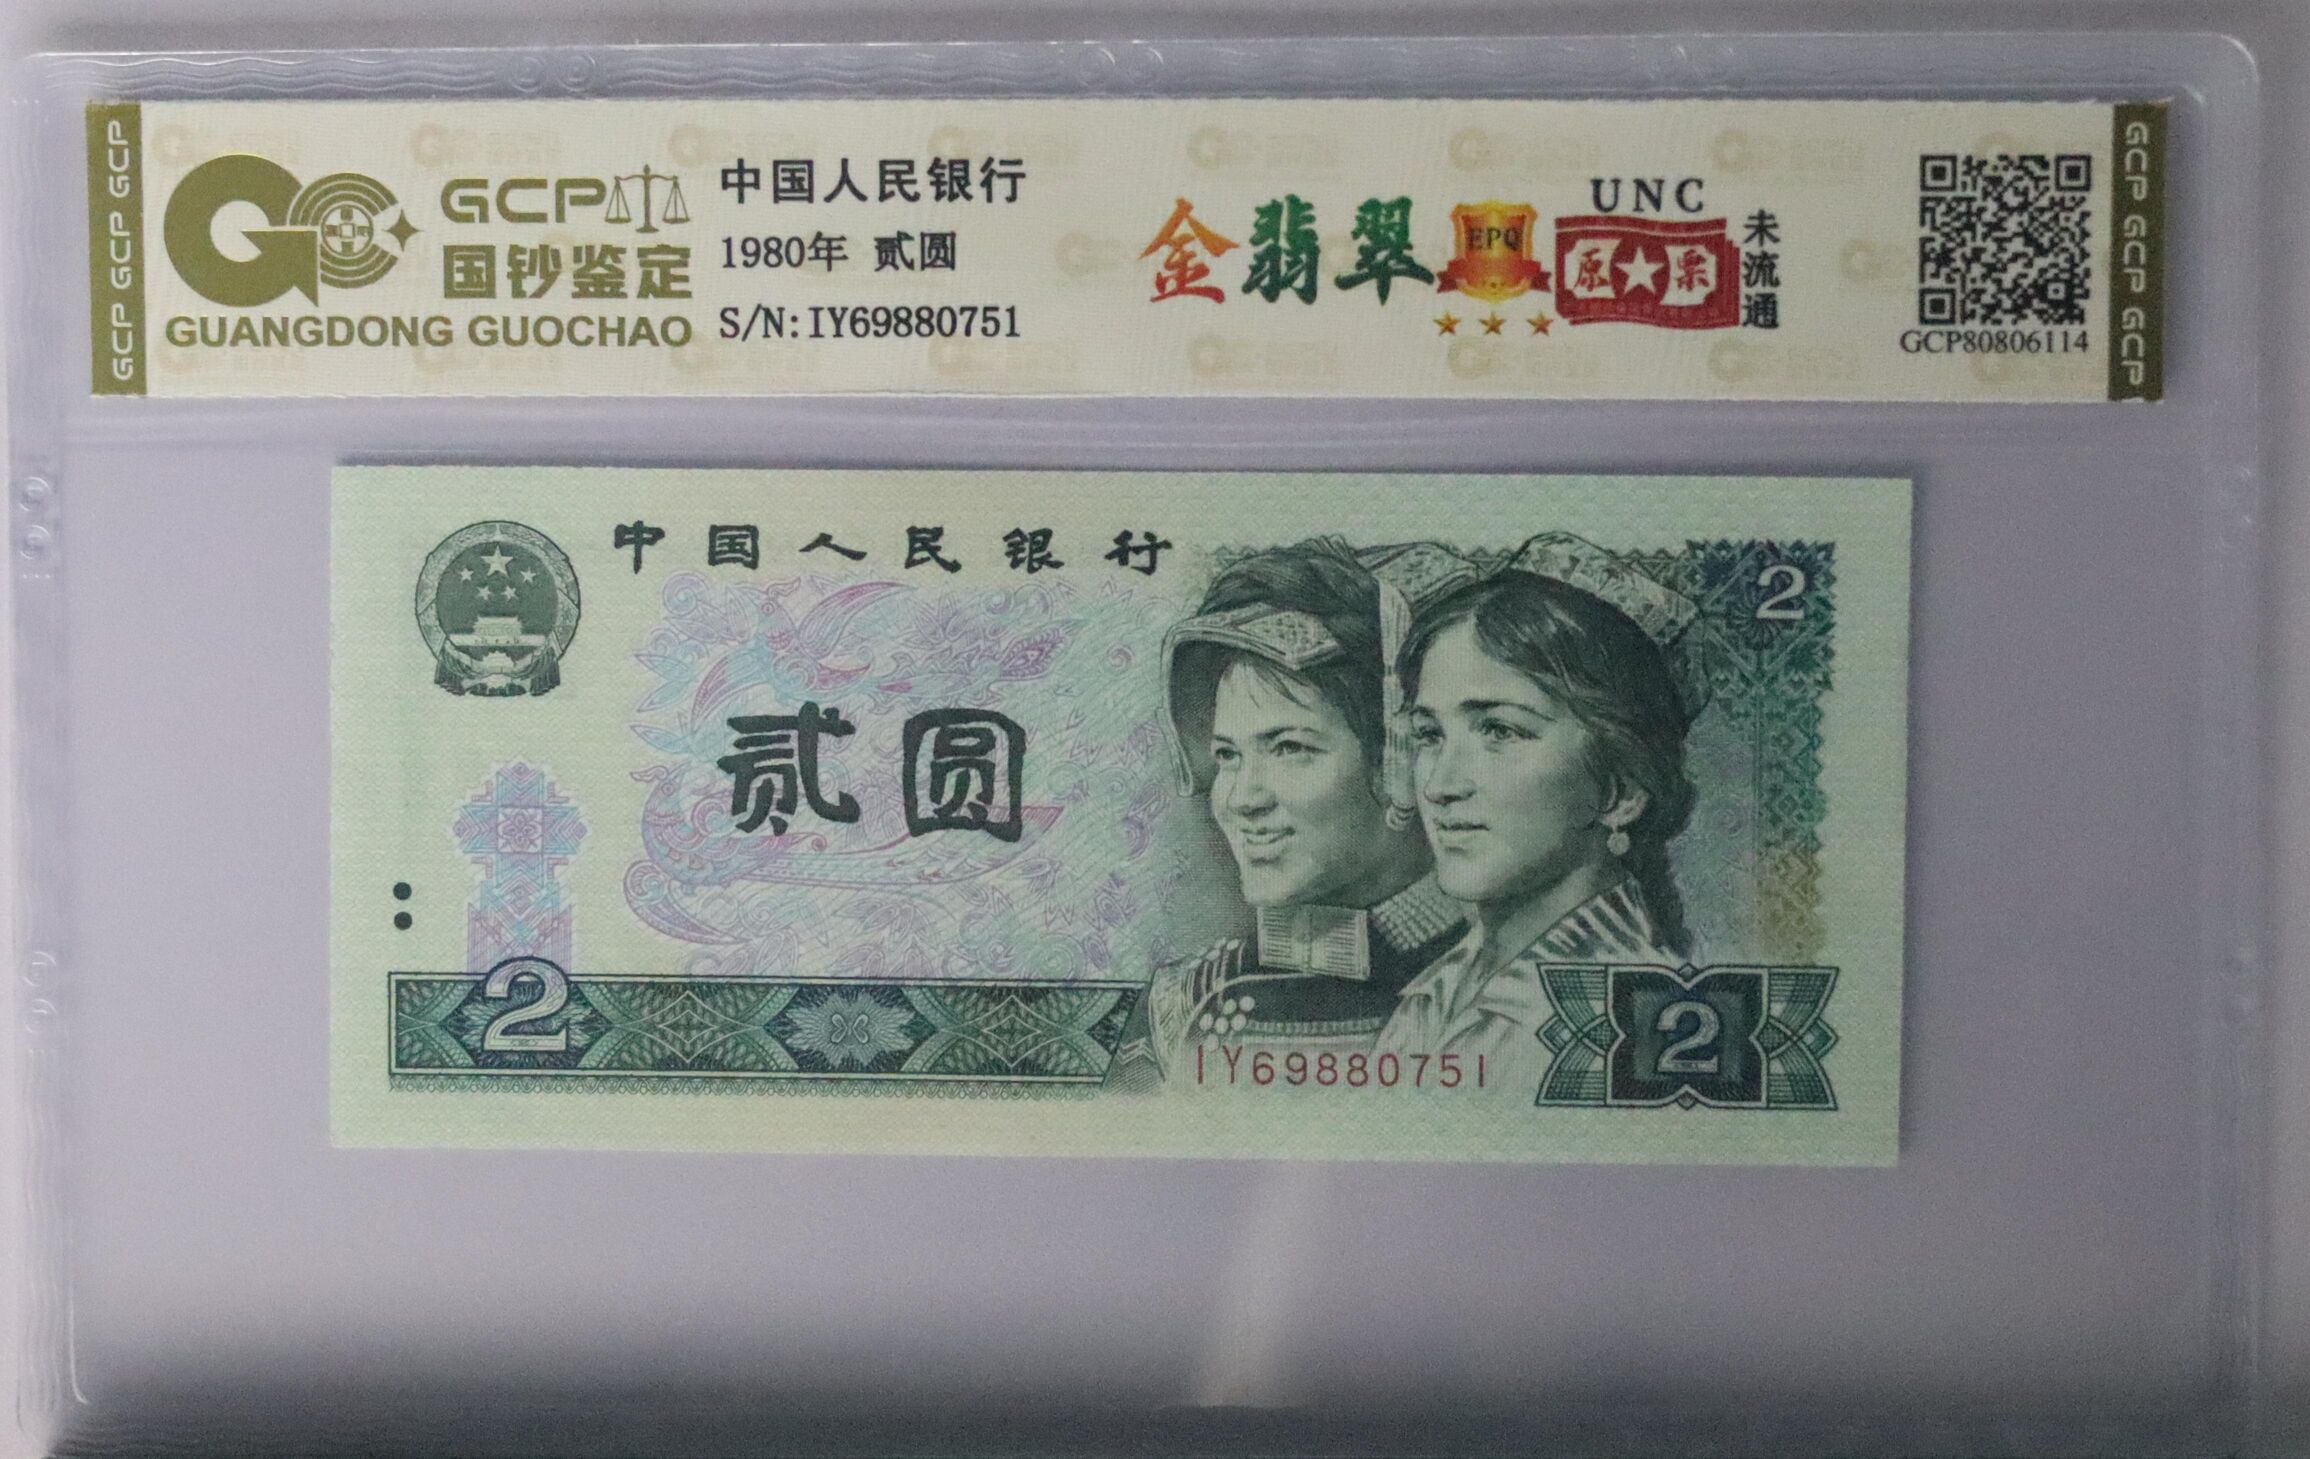 GCP GCP GCP
GCP
国钞鉴定
GUANGDONG GUOCHAO
中国人民银行
1980年 贰圆
S/N:IY69880751
金翡翠
EPQ
UNC
原★票
未流通
GCP80806114
GCP GCP GCP GCP
中国人民银行
2
贰圆
2
2
IY69880751